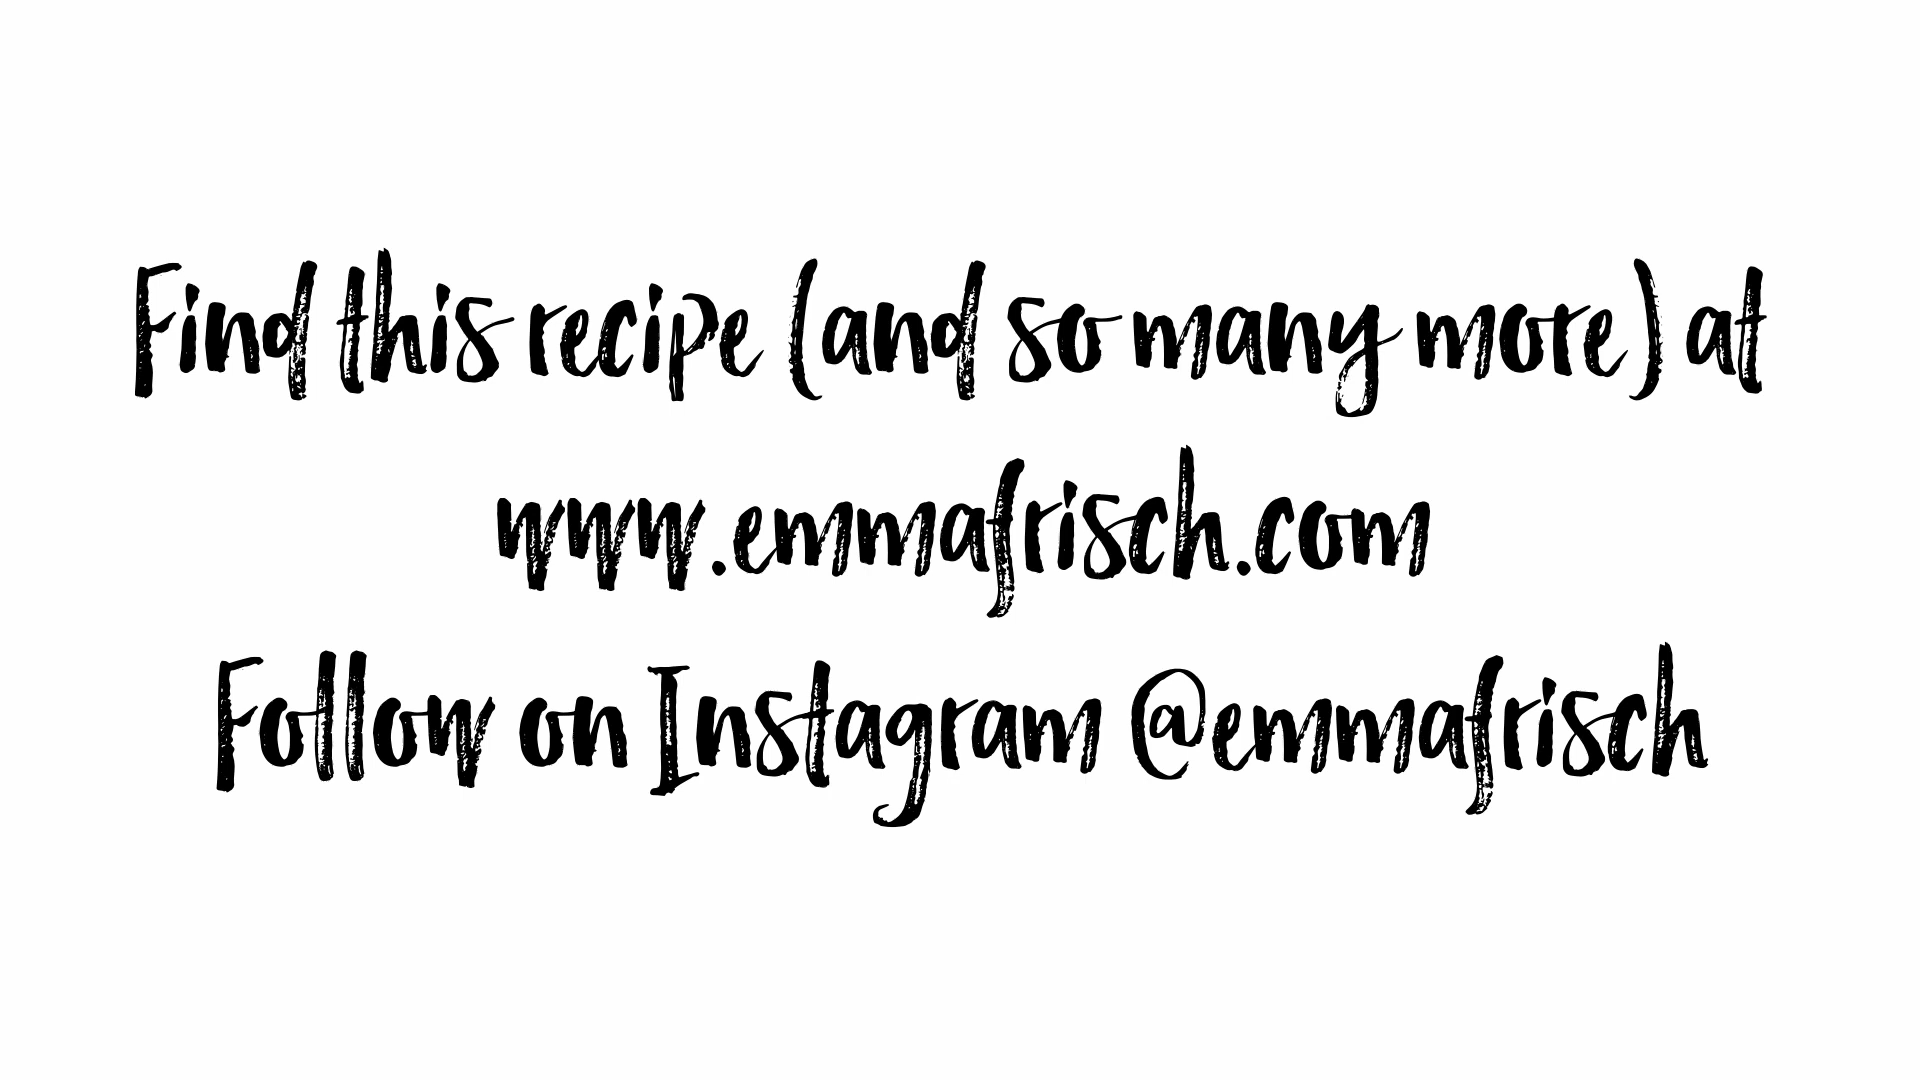 Find this recipe (and so many more) at
www.emmafrisch.com
Follow on Instagram @emmafrisch